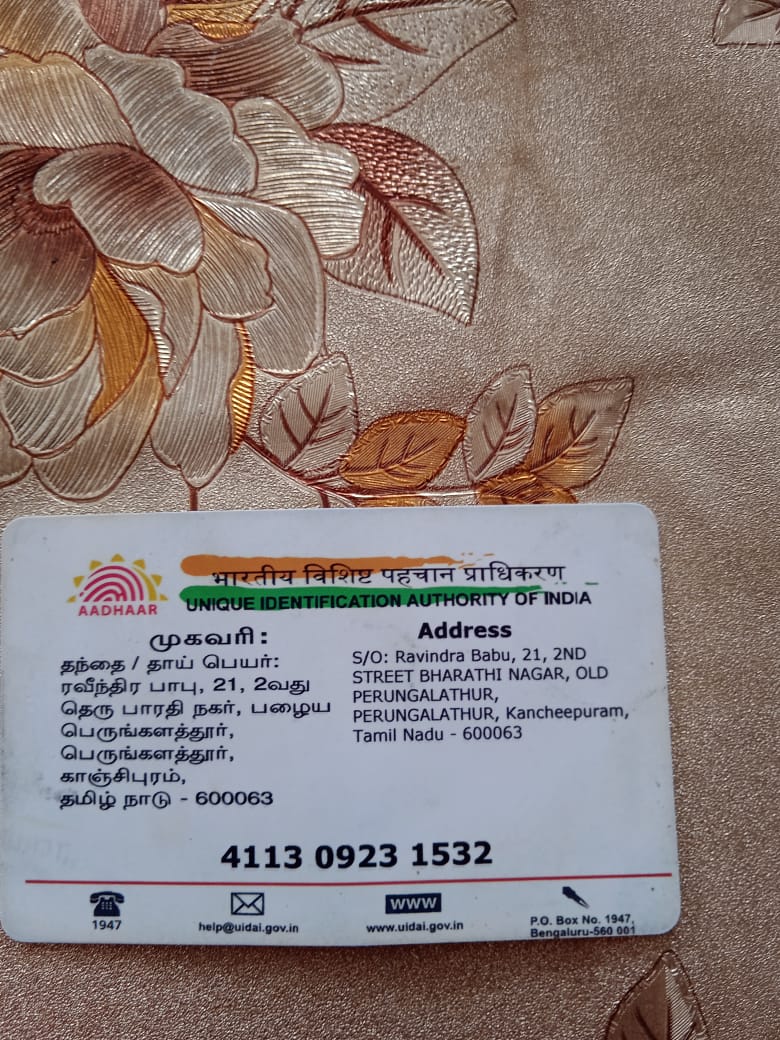 भारतीय विशिष्ट पहचान प्राधिकरण
AADHAAR
UNIQUE IDENTIFICATION AUTHORITY OF INDIA
முகவரி:
தந்தை / தாய் பெயர்:
ரவீந்திர பாபு, 21, 2வது
தெரு பாரதி நகர், பழைய
பெருங்களத்தூர்,
பெருங்களத்தூர்,
காஞ்சிபுரம்,
தமிழ் நாடு - 600063
Address
S/O: Ravindra Babu, 21, 2ND
STREET BHARATHI NAGAR, OLD
PERUNGALATHUR,
PERUNGALATHUR, Kancheepuram,
Tamil Nadu - 600063
4113 0923 1532
1947
help@uidai.gov.in
WWW
www.uidai.gov.in
P.O. Box No. 1947,
Bengaluru-560 001